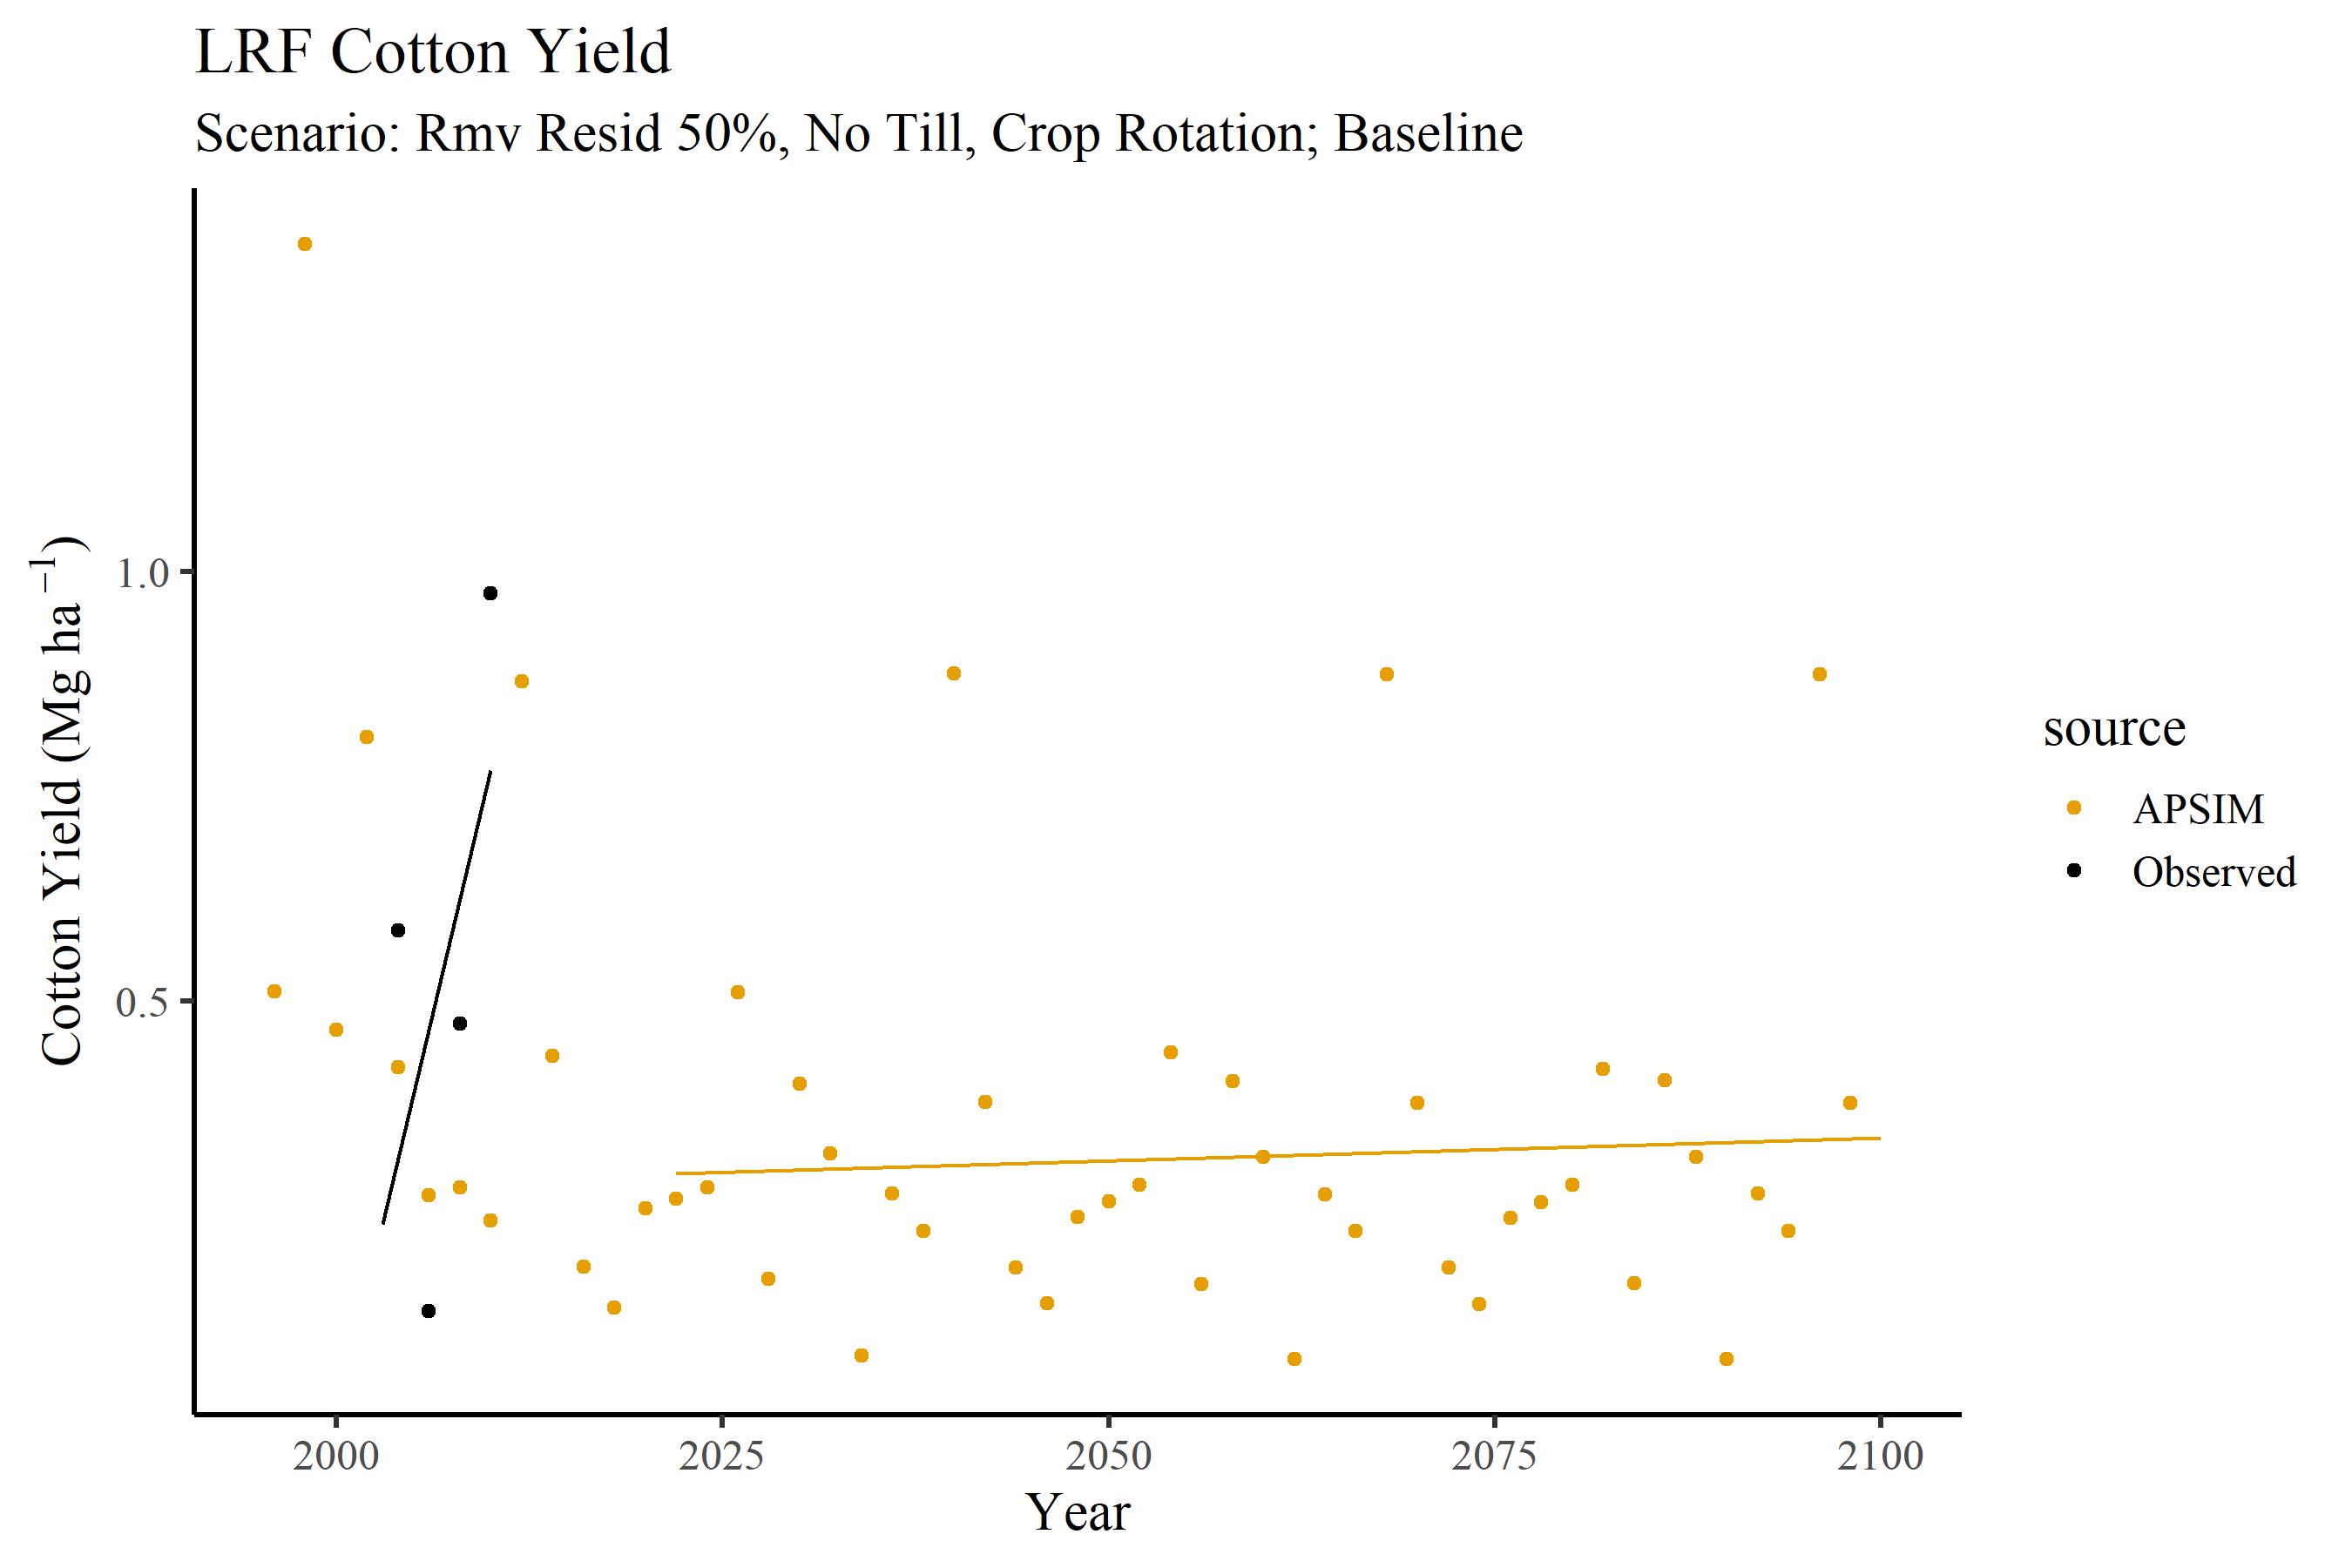 LRF Cotton Yield
Scenario: Rmv Resid 50%, No Till, Crop Rotation; Baseline
Cotton Yield (Mg ha ⁻¹)
1.0
0.5
2000
2025
2050
2075
2100
Year
source
APSIM
Observed